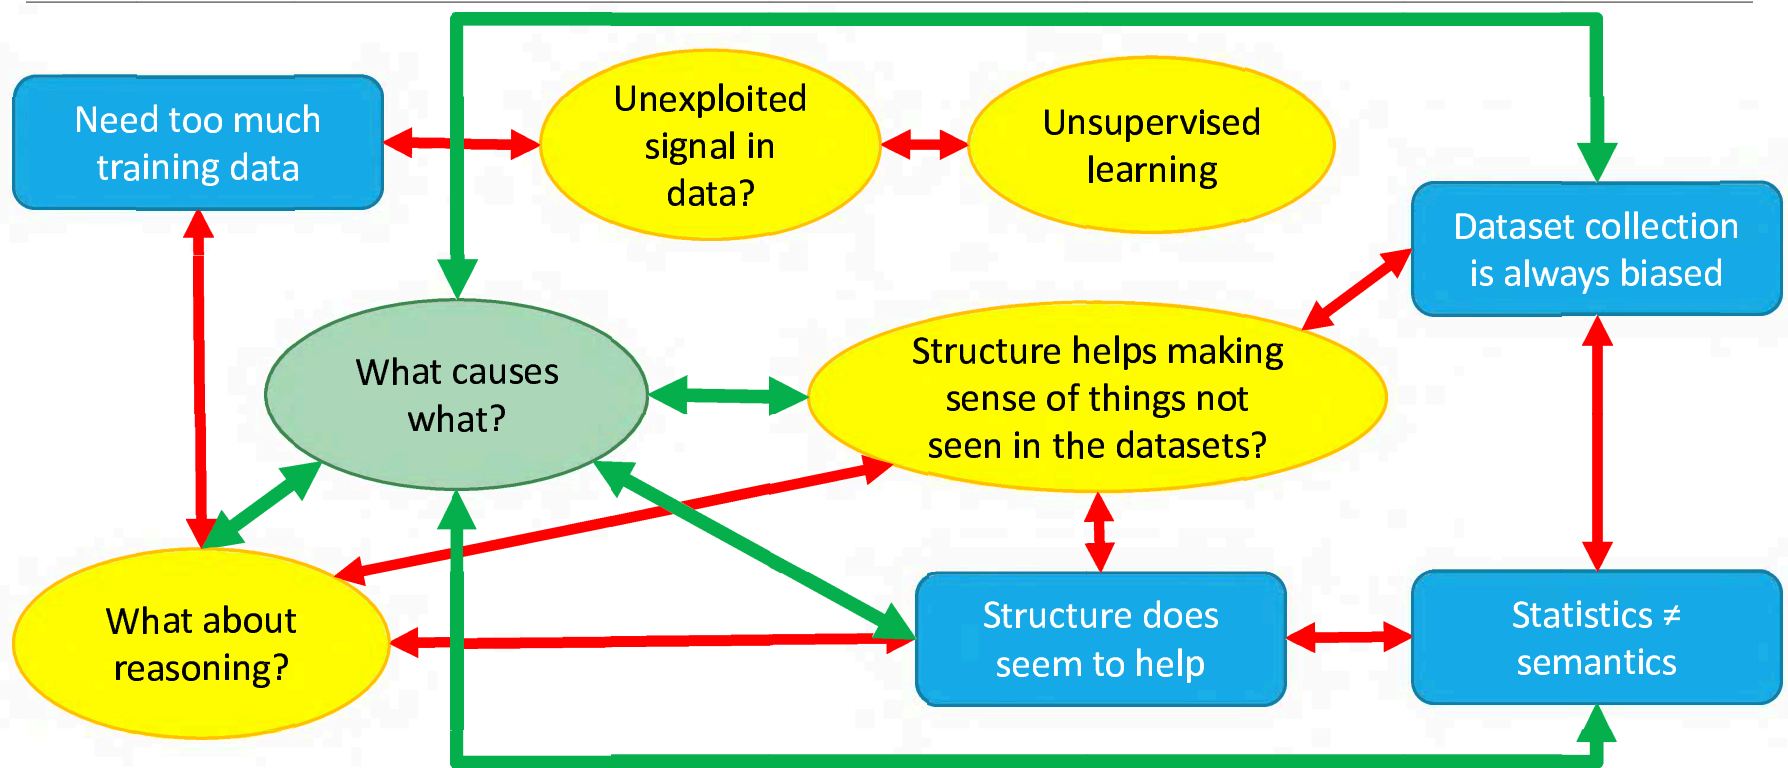 Need too much
training data
Unexploited
signal in
data?
Unsupervised
learning
Dataset collection
is always biased
What causes
what?
Structure helps making
sense of things not
seen in the datasets?
What about
reasoning?
Structure does
seem to help
Statistics ≠
semantics